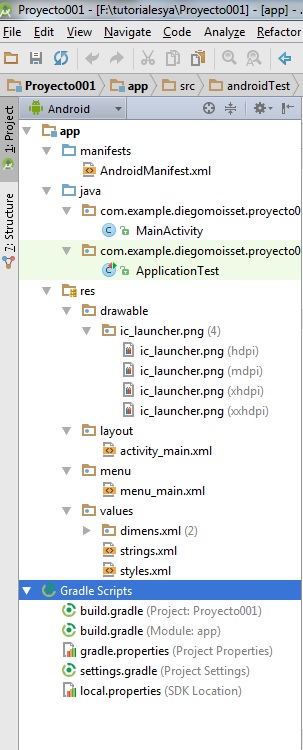 Proyecto001 - [F:\tutorialesya\Proyecto001] - [app] -
File Edit View Navigate Code Analyze Refactor
Proyecto001 app src androidTest
1: Project
7: Structure
Android
app
manifests
AndroidManifest.xml
java
com.example.diegomoisset.proyecto0
MainActivity
com.example.diegomoisset.proyecto0
ApplicationTest
res
drawable
ic_launcher.png (4)
ic_launcher.png (hdpi)
ic_launcher.png (mdpi)
ic_launcher.png (xhdpi)
ic_launcher.png (xxhdpi)
layout
activity_main.xml
menu
menu_main.xml
values
dimens.xml (2)
strings.xml
styles.xml
Gradle Scripts
build.gradle (Project: Proyecto001)
build.gradle (Module: app)
gradle.properties (Project Properties)
settings.gradle (Project Settings)
local.properties (SDK Location)